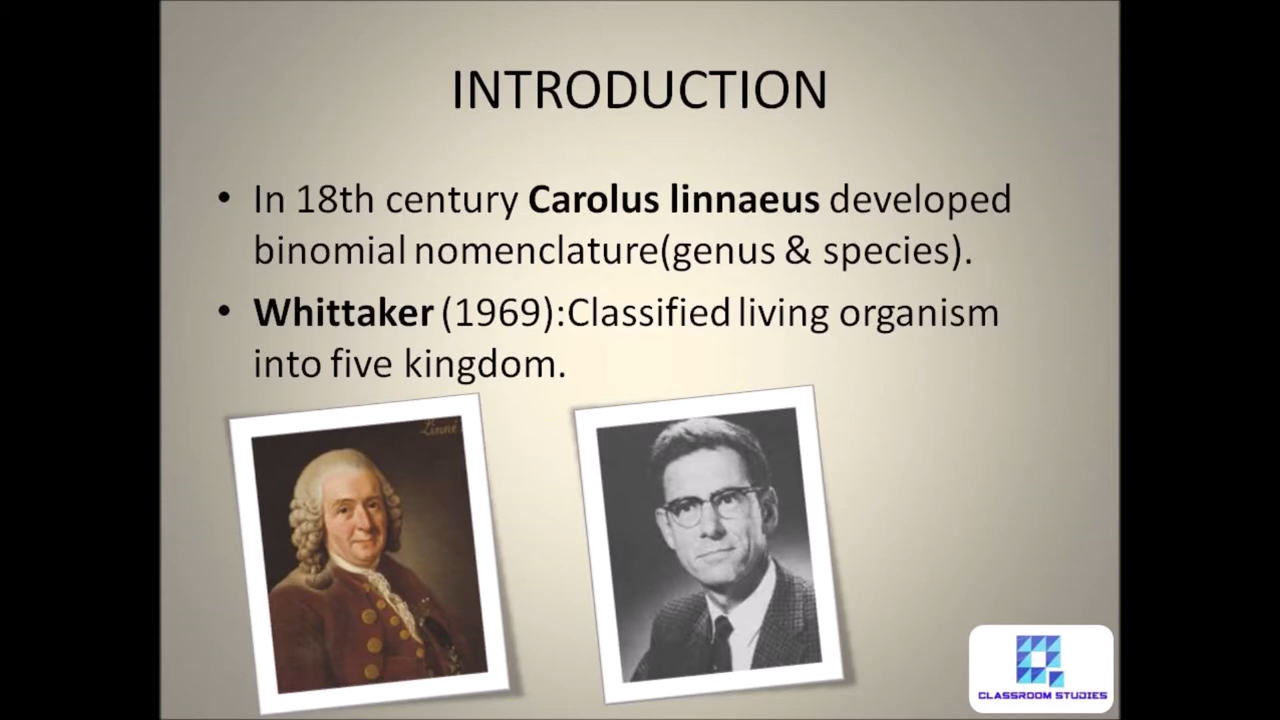 INTRODUCTION
• In 18th century Carolus linnaeus developed
binomial nomenclature(genus & species).
• Whittaker (1969):Classified living organism
into five kingdom.
Linné
CLASSROOM STUDIES